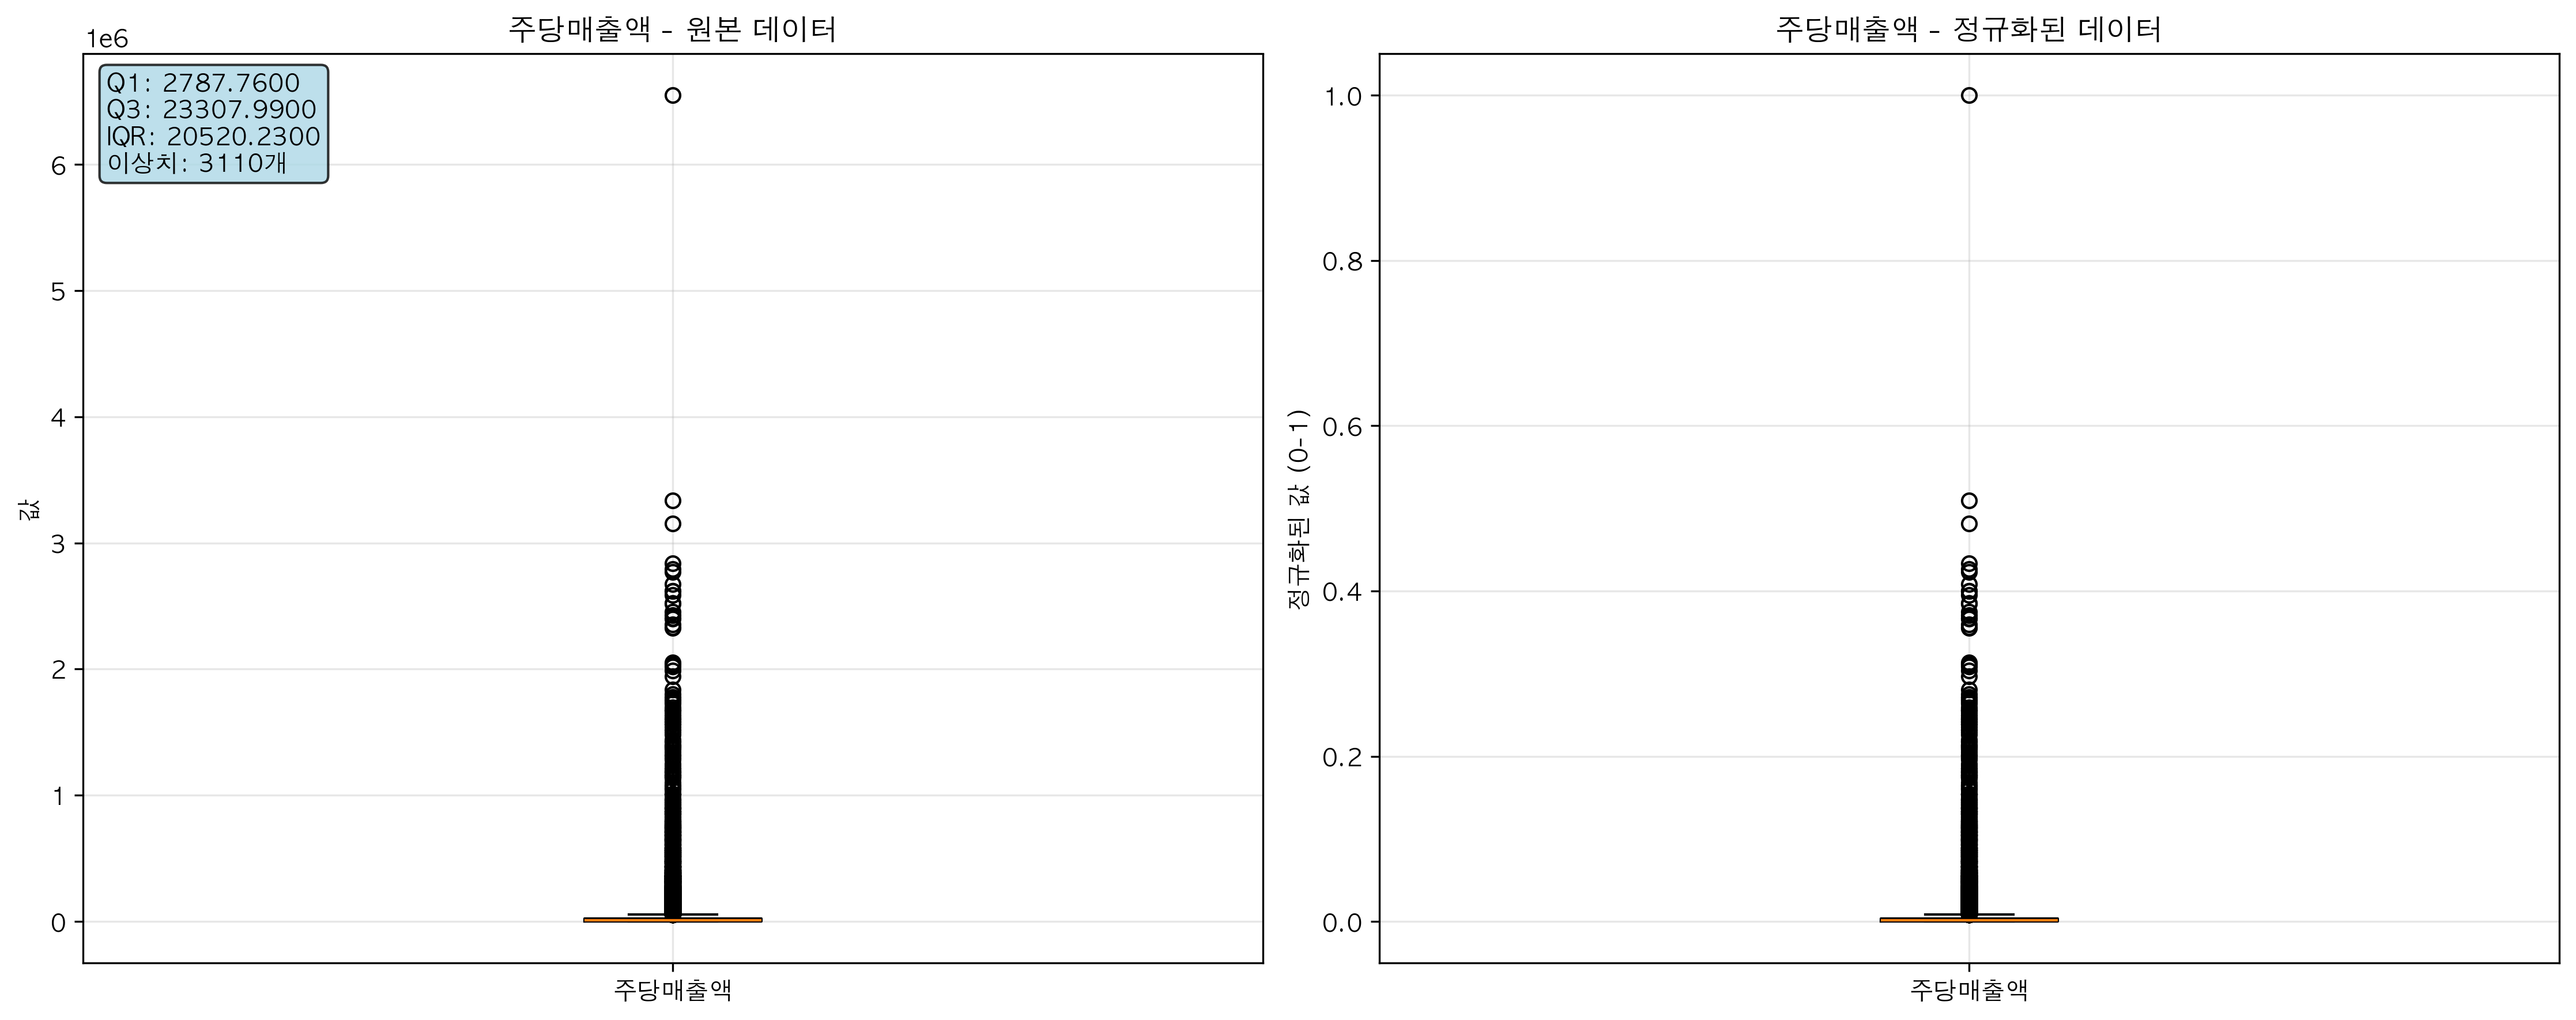 주당매출액 - 원본 데이터
1e6
Q1: 2787.7600
Q3: 23307.9900
IQR: 20520.2300
이상치: 3110개
6
5
4
3
2
1
0
값
주당매출액
주당매출액 - 정규화된 데이터
1.0
0.8
0.6
0.4
0.2
0.0
정규화된 값 (0-1)
주당매출액